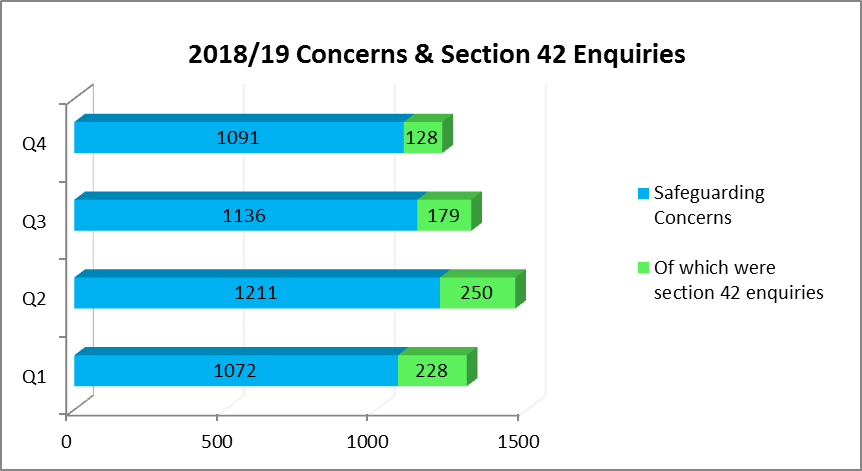 2018/19 Concerns & Section 42 Enquiries
Q4
1091
128
Q3
1136
179
Q2
1211
250
Q1
1072
228
0
500
1000
1500
Safeguarding
Concerns
Of which were
section 42 enquiries